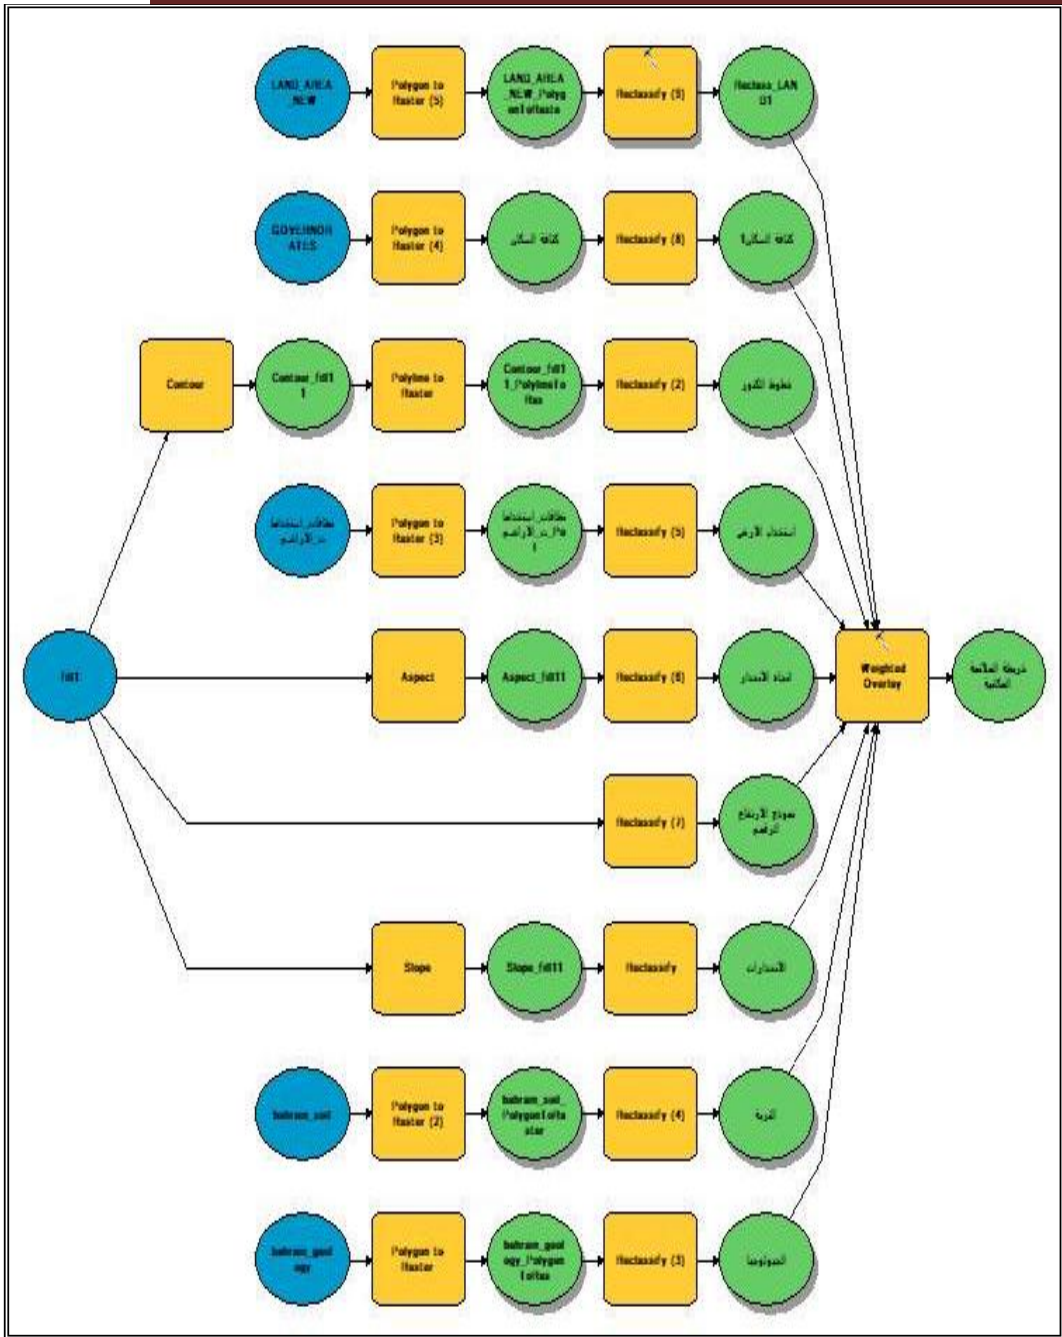 LAND_AREA
_NEW
Polygon to
Raster (5)
LAND_AREA
_NEW_Polyg
onToRaste
Reclassify (9)
Reclass_LAN
D1
GOVERNOR
ATES
Polygon to
Raster (4)
كثافة السكان
Reclassify (8)
كثافة السكان1
Contour
Contour_fill1
1
Polyline to
Raster
Contour_fill1
1_PolylineTo
Ras
Reclassify (2)
خطوط الكنتور
Polygon to
Raster (3)
Reclassify (5)
استخدام الأرض
fill1
Aspect
Aspect_fill11
Reclassify (6)
اتجاه الانحدار
Weighted
Overlay
خريطة الملائمة
المكانية
Reclassify (7)
نموذج الارتفاع
الرقمي
Slope
Slope_fill11
Reclassify
الانحدارات
bahram_soil
Polygon to
Raster (2)
bahram_soil_
PolygonToRa
ster
Reclassify (4)
التربة
bahram_geol
ogy
Polygon to
Raster
bahram_geol
ogy_Polygon
ToRas
Reclassify (3)
الجيولوجيا